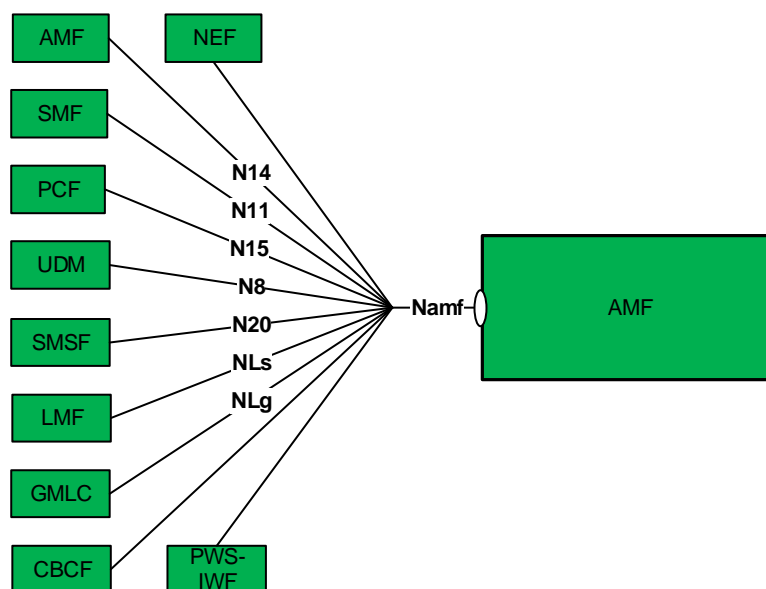 AMF
NEF
SMF
N14
N11
PCF
N15
UDM
N8
Namf
AMF
N20
SMSF
NLs
LMF
NLg
GMLC
CBCF
PWS-
IWF